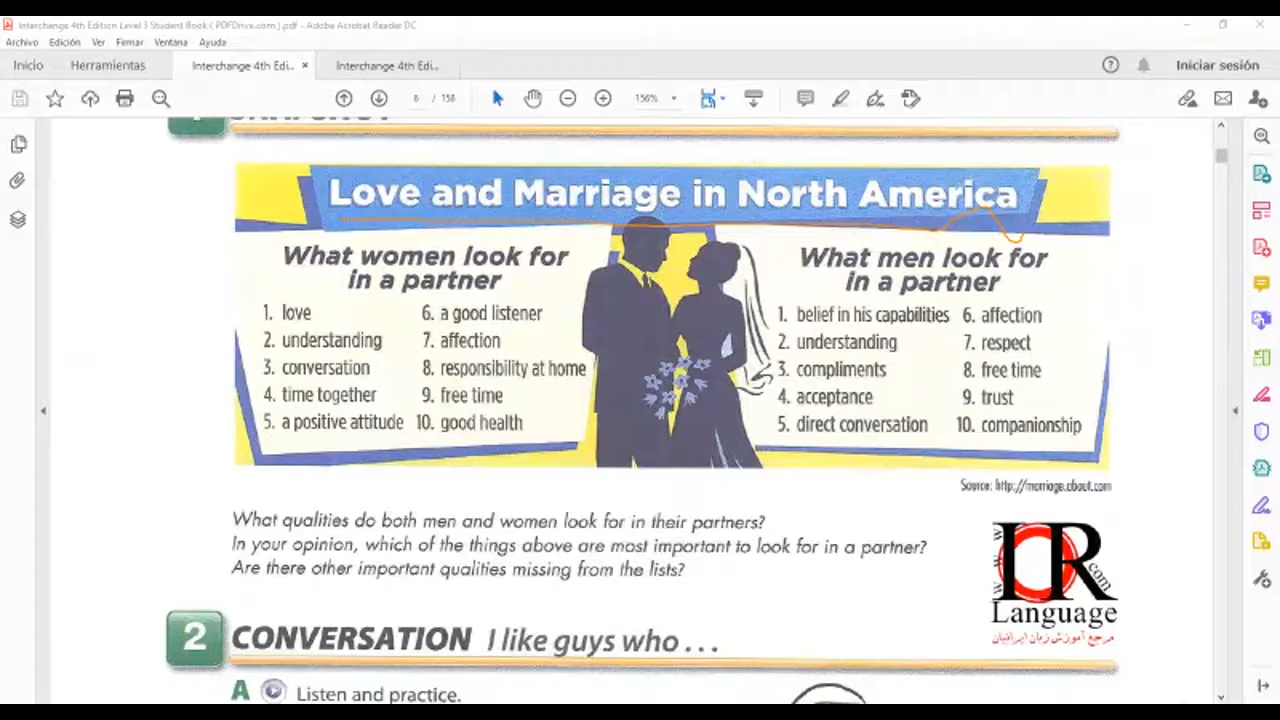 Interchange 4th Edition Level 3 Student Book ( PDFDrive.com ).pdf - Adobe Acrobat Reader DC
Archivo Edición Ver Firmar Ventana Ayuda
Inicio Herramientas Interchange 4th Edi... × Interchange 4th Edi... Iniciar sesión
6 / 158 156%
Love and Marriage in North America
What women look for
in a partner
1. love
2. understanding
3. conversation
4. time together
5. a positive attitude
6. a good listener
7. affection
8. responsibility at home
9. free time
10. good health
What men look for
in a partner
1. belief in his capabilities
2. understanding
3. compliments
4. acceptance
5. direct conversation
6. affection
7. respect
8. free time
9. trust
10. companionship
Source: http://marriage.about.com
What qualities do both men and women look for in their partners?
In your opinion, which of the things above are most important to look for in a partner?
Are there other important qualities missing from the lists?
www.IR
.com
Language
مرجع آموزش زبان ایرانیان
2 CONVERSATION I like guys who . . .
A Listen and practice.